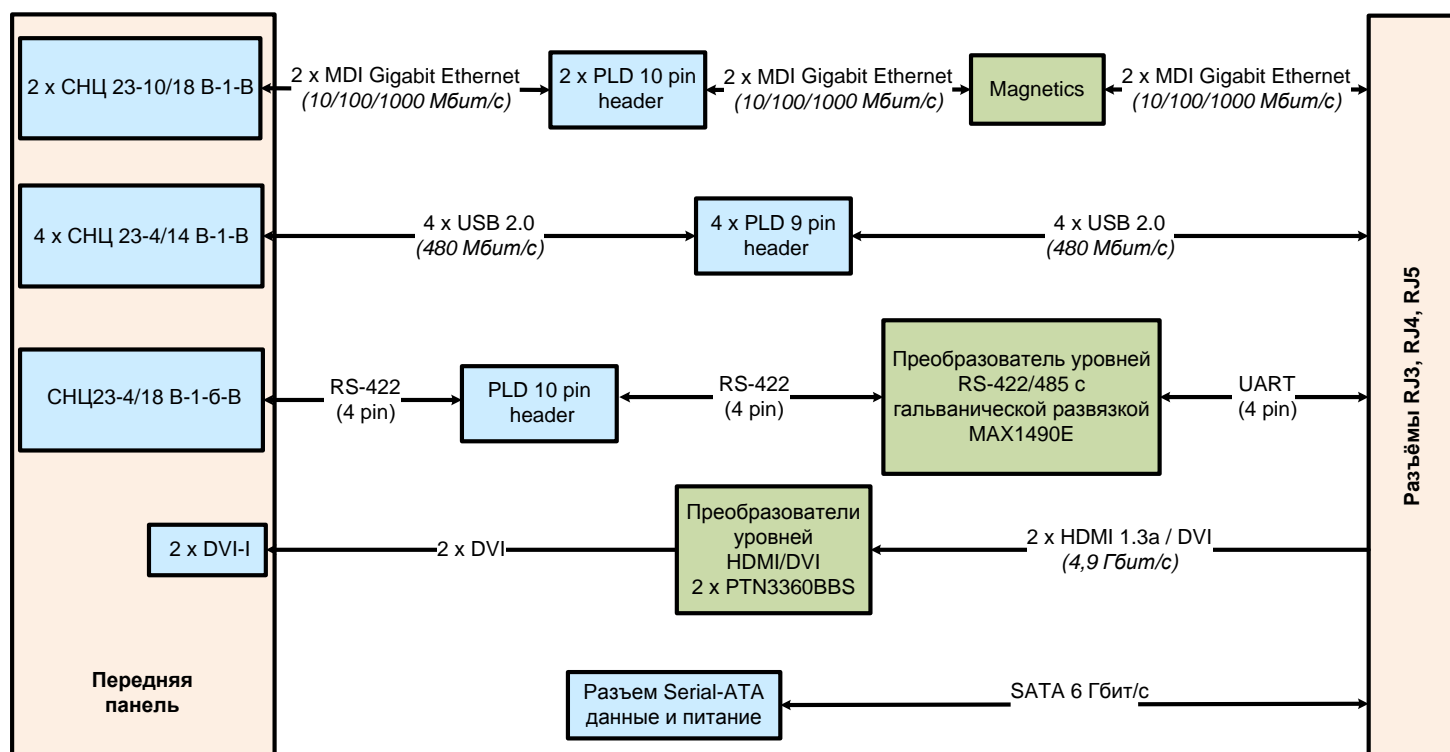 2 x СНЦ 23-10/18 В-1-В
2 x MDI Gigabit Ethernet
(10/100/1000 Мбит/с)
2 x PLD 10 pin
header
2 x MDI Gigabit Ethernet
(10/100/1000 Мбит/с)
Magnetics
2 x MDI Gigabit Ethernet
(10/100/1000 Мбит/с)
4 x СНЦ 23-4/14 В-1-В
4 x USB 2.0
(480 Мбит/с)
4 x PLD 9 pin
header
4 x USB 2.0
(480 Мбит/с)
СНЦ23-4/18 В-1-б-В
RS-422
(4 pin)
PLD 10 pin
header
RS-422
(4 pin)
Преобразователь уровней
RS-422/485 с
гальванической развязкой
MAX1490E
UART
(4 pin)
2 x DVI-I
2 x DVI
Преобразователи
уровней
HDMI/DVI
2 x PTN3360BBS
2 x HDMI 1.3a / DVI
(4,9 Гбит/с)
Разъем Serial-ATA
данные и питание
SATA 6 Гбит/с
Передняя
панель
Разъёмы RJ3, RJ4, RJ5